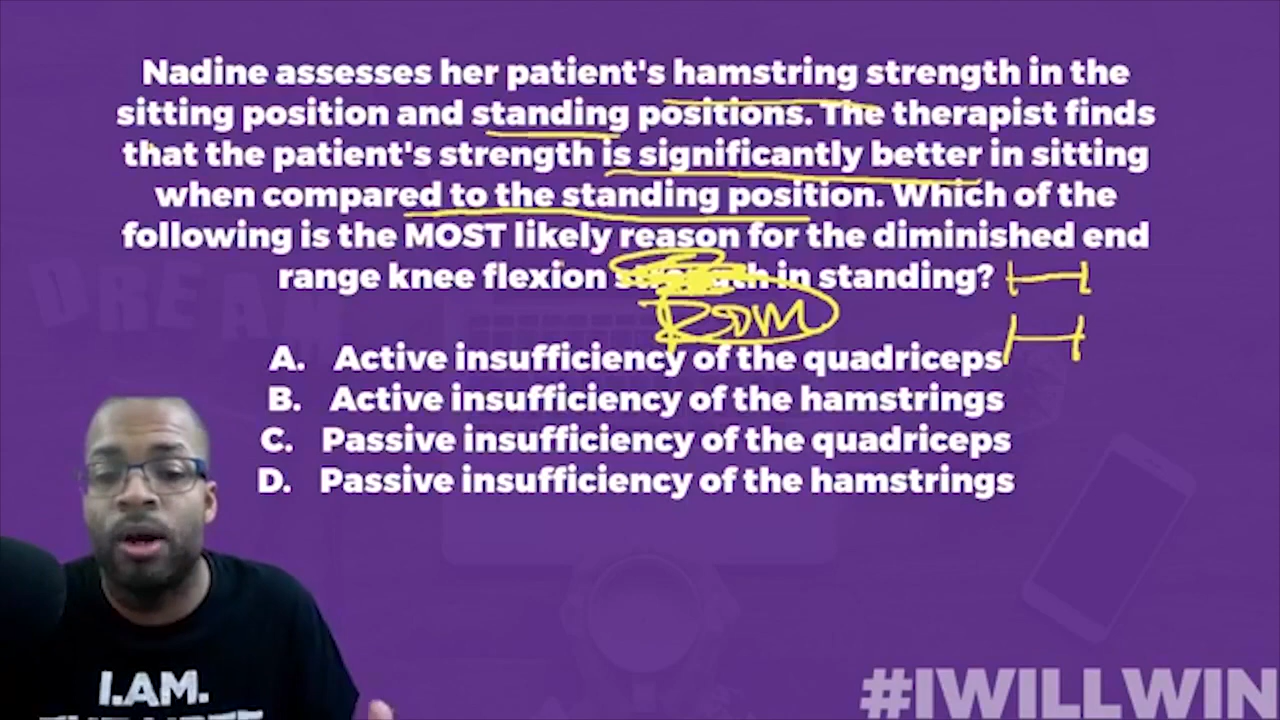 Nadine assesses her patient's hamstring strength in the
sitting position and standing positions. The therapist finds
that the patient's strength is significantly better in sitting
when compared to the standing position. Which of the
following is the MOST likely reason for the diminished end
range knee flexion in standing?
ROM
A. Active insufficiency of the quadriceps
B. Active insufficiency of the hamstrings
C. Passive insufficiency of the quadriceps
D. Passive insufficiency of the hamstrings
DREAM
I.AM.
#IWILLWIN